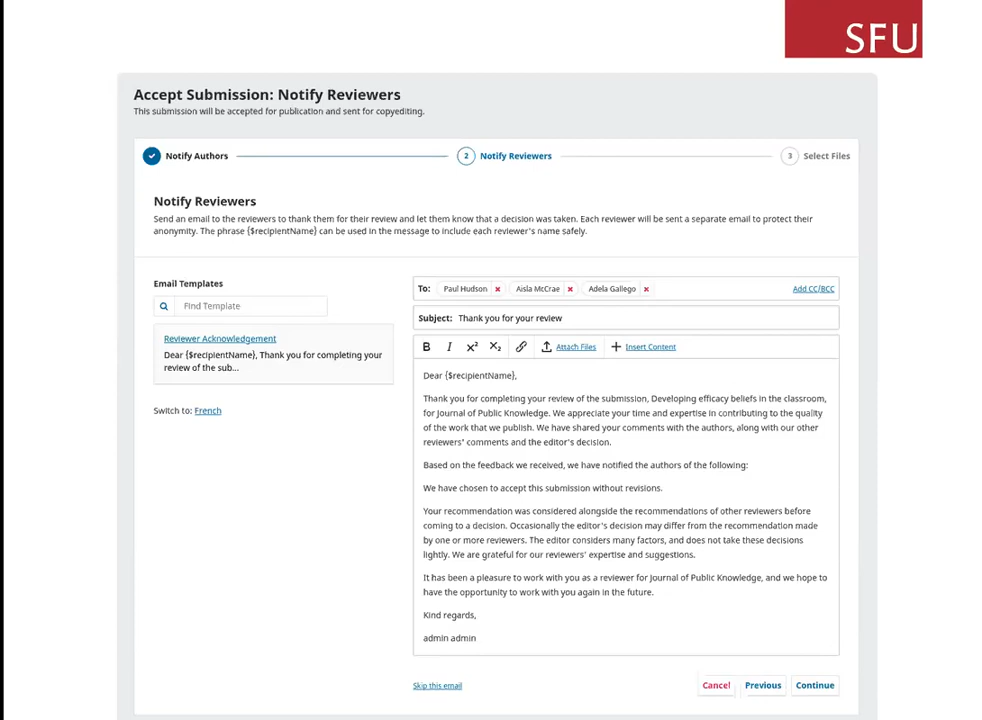 SFU
Accept Submission: Notify Reviewers
This submission will be accepted for publication and sent for copyediting.
Notify Authors
2 Notify Reviewers
3 Select Files
Notify Reviewers
Send an email to the reviewers to thank them for their review and let them know that a decision was taken. Each reviewer will be sent a separate email to protect their
anonymity. The phrase {$recipientName} can be used in the message to include each reviewer's name safely.
Email Templates
Find Template
Reviewer Acknowledgement
Dear {$recipientName}, Thank you for completing your
review of the sub...
Switch to: French
To: Paul Hudson × Aisla McCrae × Adela Gallego × Add CC/BCC
Subject: Thank you for your review
B I X² X₂ Attach Files + Insert Content
Dear {$recipientName},
Thank you for completing your review of the submission, Developing efficacy beliefs in the classroom,
for Journal of Public Knowledge. We appreciate your time and expertise in contributing to the quality
of the work that we publish. We have shared your comments with the authors, along with our other
reviewers' comments and the editor's decision.
Based on the feedback we received, we have notified the authors of the following:
We have chosen to accept this submission without revisions.
Your recommendation was considered alongside the recommendations of other reviewers before
coming to a decision. Occasionally the editor's decision may differ from the recommendation made
by one or more reviewers. The editor considers many factors, and does not take these decisions
lightly. We are grateful for our reviewers' expertise and suggestions.
It has been a pleasure to work with you as a reviewer for Journal of Public Knowledge, and we hope to
have the opportunity to work with you again in the future.
Kind regards,
admin admin
Skip this email
Cancel Previous Continue